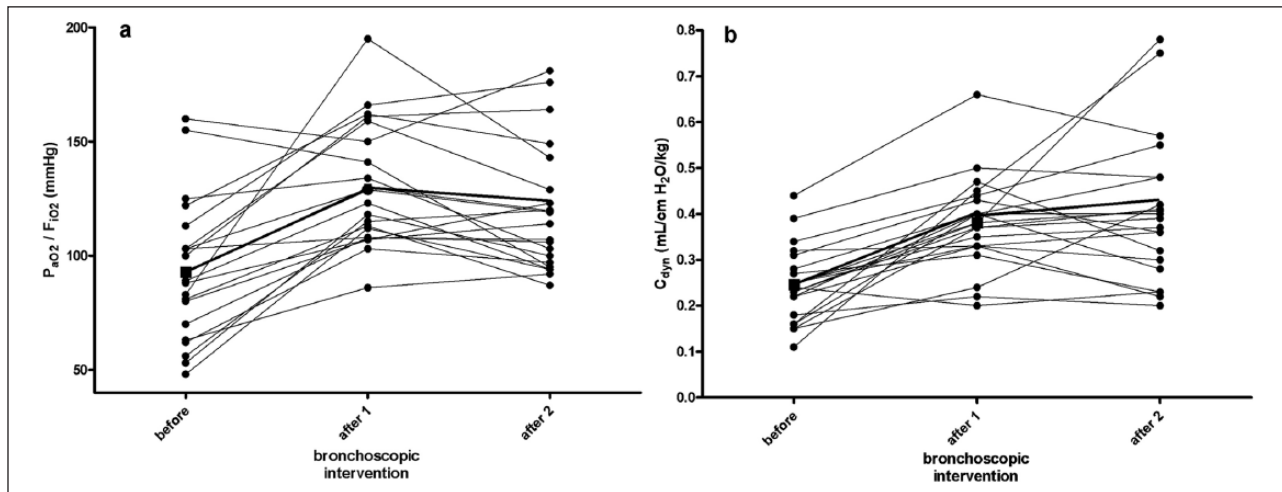 a
200
150
100
50
PaO2 / FiO2 (mmHg)
before
after 1
after 2
bronchoscopic
intervention
b
0.8
0.7
0.6
0.5
0.4
0.3
0.2
0.1
0.0
Cdyn (mL/cm H2O/kg)
before
after 1
after 2
bronchoscopic
intervention